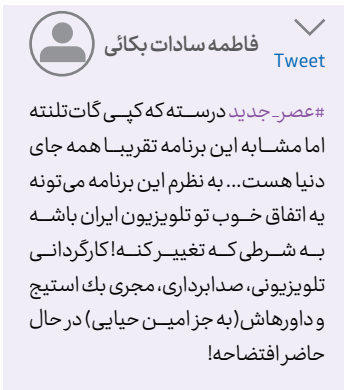 فاطمه سادات بکائی
Tweet
#عصر_جدید درسته که کپی گات‌تلنته
اما مشابه این برنامه تقریبا همه جای
دنیا هست... به نظرم این برنامه می‌تونه
یه اتفاق خوب تو تلویزیون ایران باشه
به شرطی که تغییر کنه! کارگردانی
تلویزیونی، صدابرداری، مجری بك استیج
و داورهاش(به جز امین حیایی) در حال
حاضر افتضاحه!